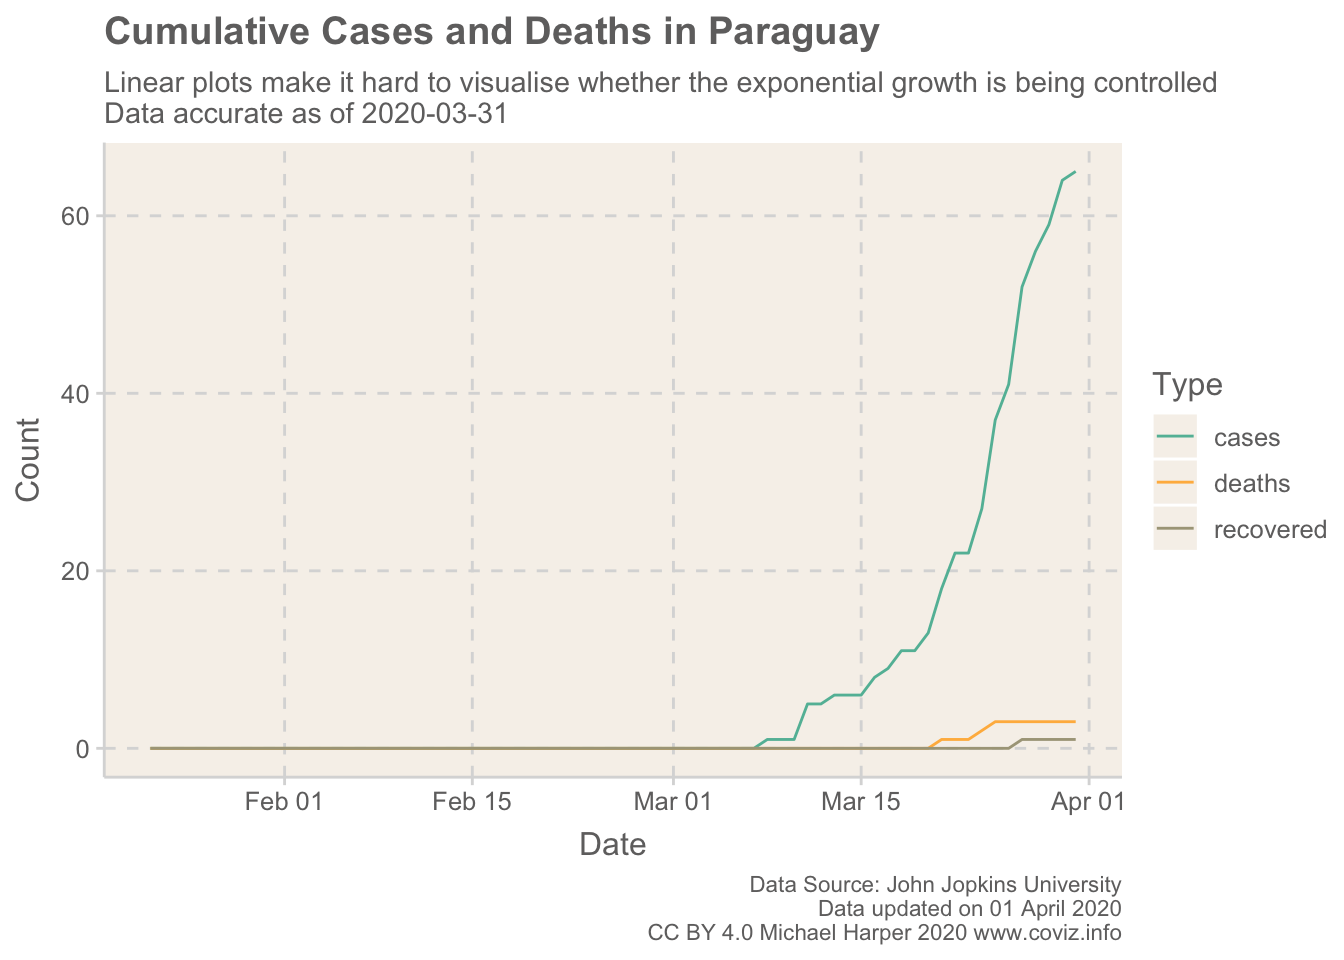 Cumulative Cases and Deaths in Paraguay
Linear plots make it hard to visualise whether the exponential growth is being controlled
Data accurate as of 2020-03-31
Count
60
40
20
0
Feb 01
Feb 15
Mar 01
Mar 15
Apr 01
Date
Type
cases
deaths
recovered
Data Source: John Jopkins University
Data updated on 01 April 2020
CC BY 4.0 Michael Harper 2020 www.coviz.info